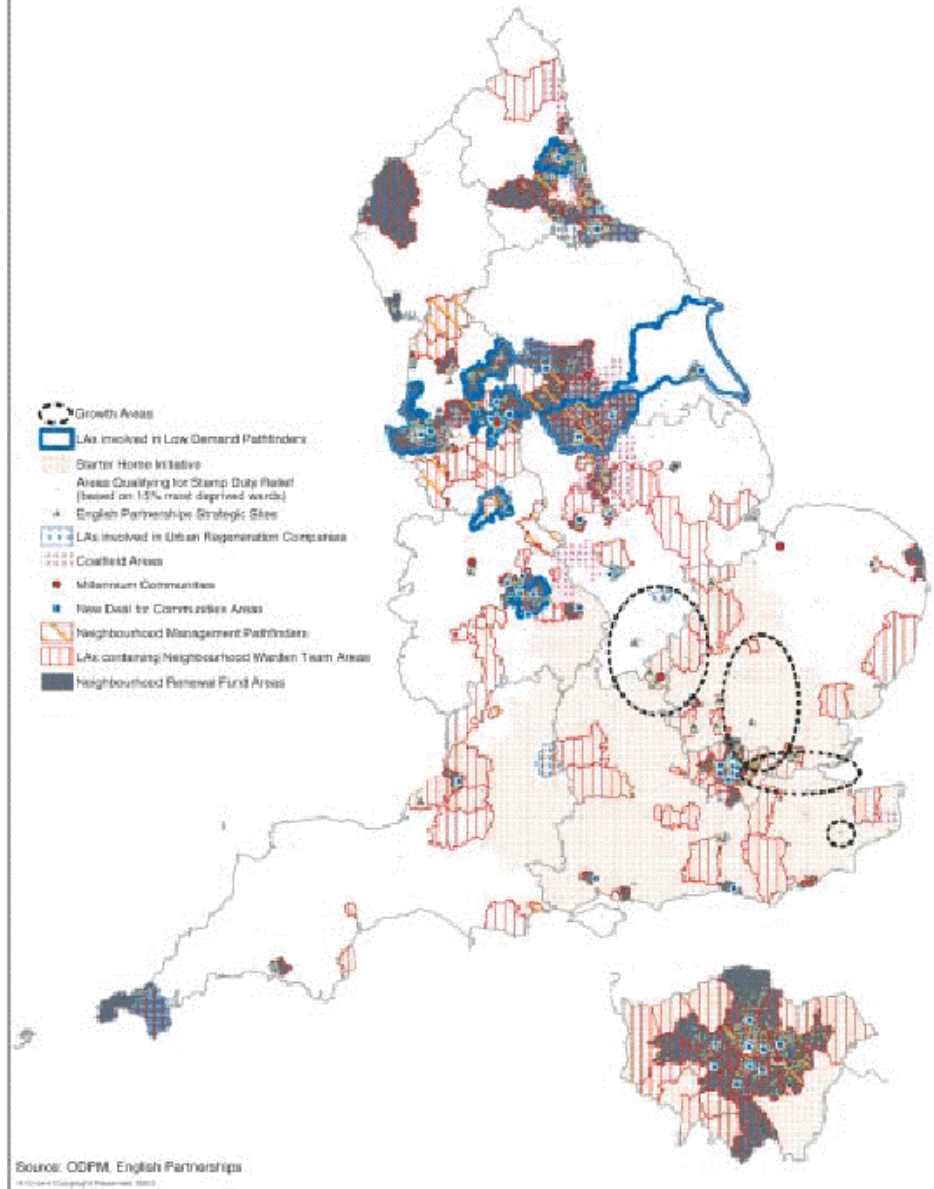 Growth Areas
LAs involved in Low Demand Pathfinders
Starter Home Initiative
Areas Qualifying for Stamp Duty Relief
(based on 15% most deprived wards)
English Partnerships Strategic Sites
LAs involved in Urban Regeneration Companies
Coalfield Areas
Millennium Communities
New Deal for Communities Areas
Neighbourhood Management Pathfinders
LAs containing Neighbourhood Warden Team Areas
Neighbourhood Renewal Fund Areas
Source: ODPM, English Partnerships